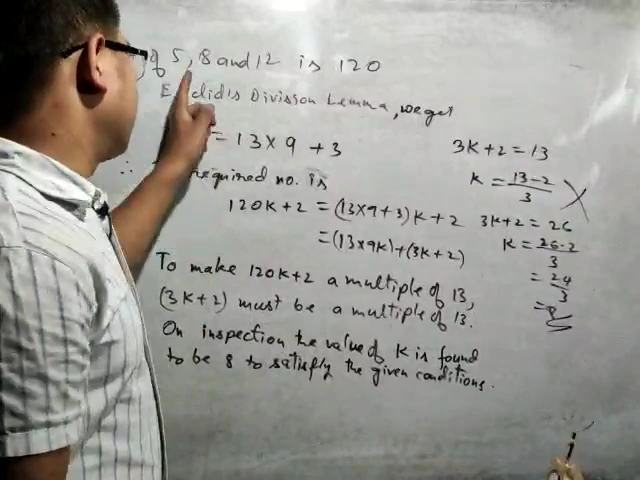 of 5, 8 and 12 is 120
Euclid's Division Lemma, we get
= 13 × 9 + 3
required no. is
120K+2 = (13×9+3)K + 2
= (13×9K)+(3K+2)
To make 120K+2 a multiple of 13,
(3K+2) must be a multiple of 13.
On inspection the value of K is found
to be 8 to satisfy the given conditions.
3K+2 = 13
K = 13-2
3
3K+2 = 26
K = 26-2
3
= 24
3
= 8